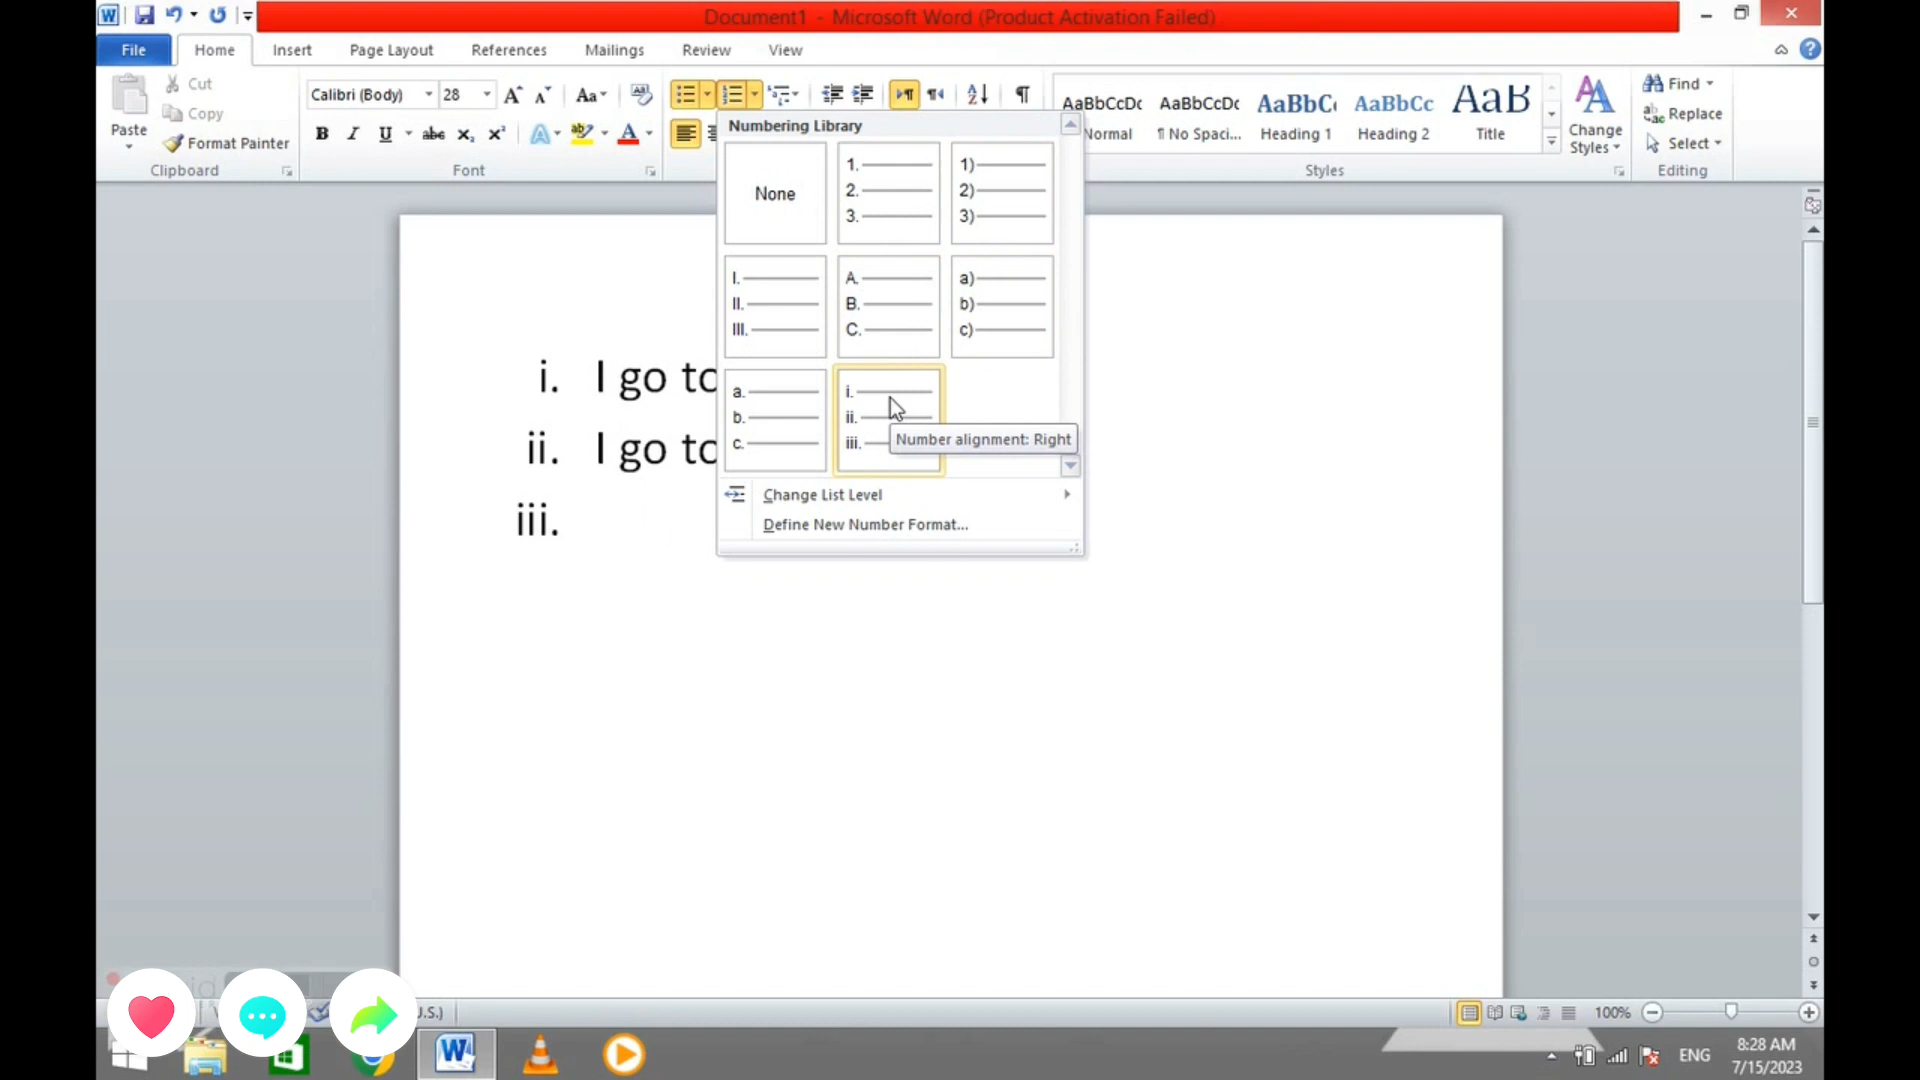 Document1 - Microsoft Word (Product Activation Failed)
File Home Insert Page Layout References Mailings Review View
Paste
Cut
Copy
Format Painter
Clipboard
Calibri (Body) 28
Font
AaBbCcDc AaBbCcDc AaBbC AaBbCc AaB
Normal ¶ No Spaci... Heading 1 Heading 2 Title
Change
Styles
Styles
Find
Replace
Select
Editing
Numbering Library
None
1.
2.
3.
1)
2)
3)
I.
II.
III.
A.
B.
C.
a)
b)
c)
a.
b.
c.
i.
ii.
iii.
Number alignment: Right
Change List Level
Define New Number Format...
i. I go to
ii. I go to
iii.
100%
ENG
8:28 AM
7/15/2023